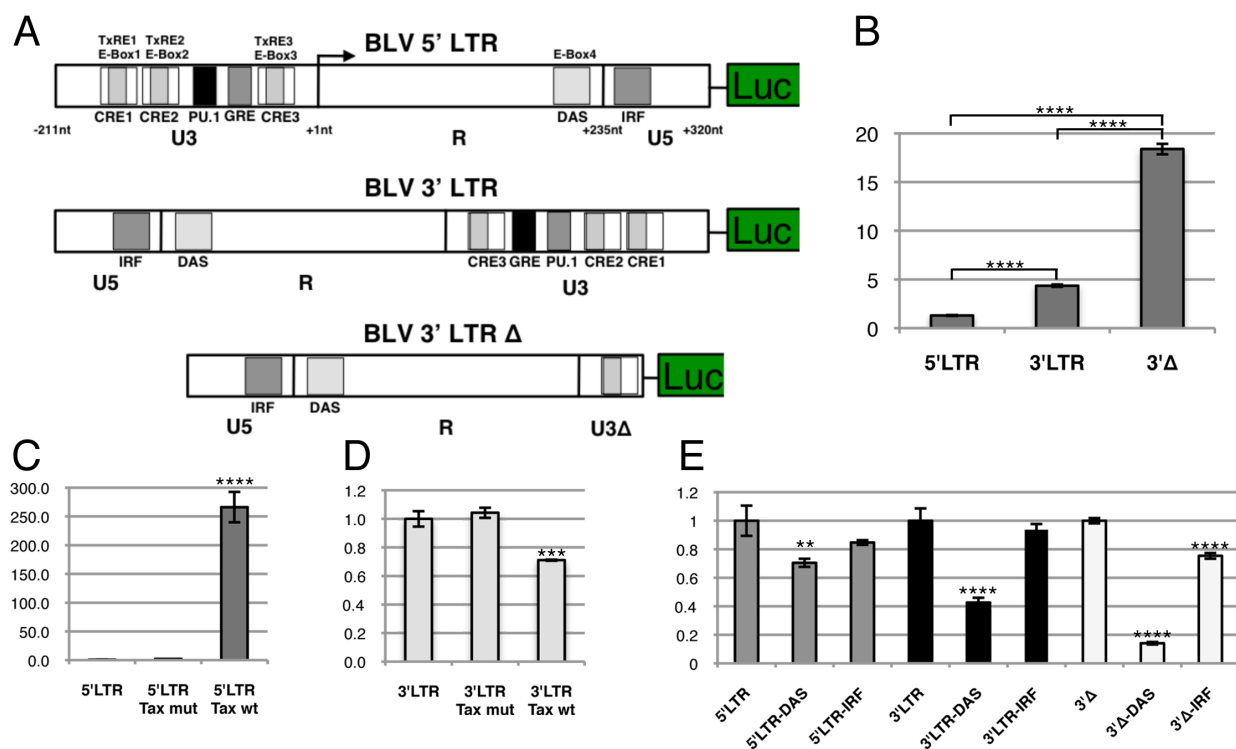 A
BLV 5' LTR
TxRE1 TxRE2 TxRE3
E-Box1 E-Box2 E-Box3 E-Box4
Luc
CRE1 CRE2 PU.1 GRE CRE3 DAS IRF
-211nt U3 +1nt R +235nt U5 +320nt
BLV 3' LTR
Luc
IRF DAS CRE3 GRE PU.1 CRE2 CRE1
U5 R U3
BLV 3' LTR Δ
Luc
IRF DAS
U5 R U3Δ
B
****
****
****
20
15
10
5
0
5'LTR 3'LTR 3'Δ
C
****
300.0
250.0
200.0
150.0
100.0
50.0
0.0
5'LTR 5'LTR 5'LTR
Tax mut Tax wt
D
***
1.2
1.0
0.8
0.6
0.4
0.2
0.0
3'LTR 3'LTR 3'LTR
Tax mut Tax wt
E
1.2
1
0.8
0.6
0.4
0.2
0
** **** **** ****
5'LTR 5'LTR-DAS 5'LTR-IRF 3'LTR 3'LTR-DAS 3'LTR-IRF 3'Δ 3'Δ-DAS 3'Δ-IRF